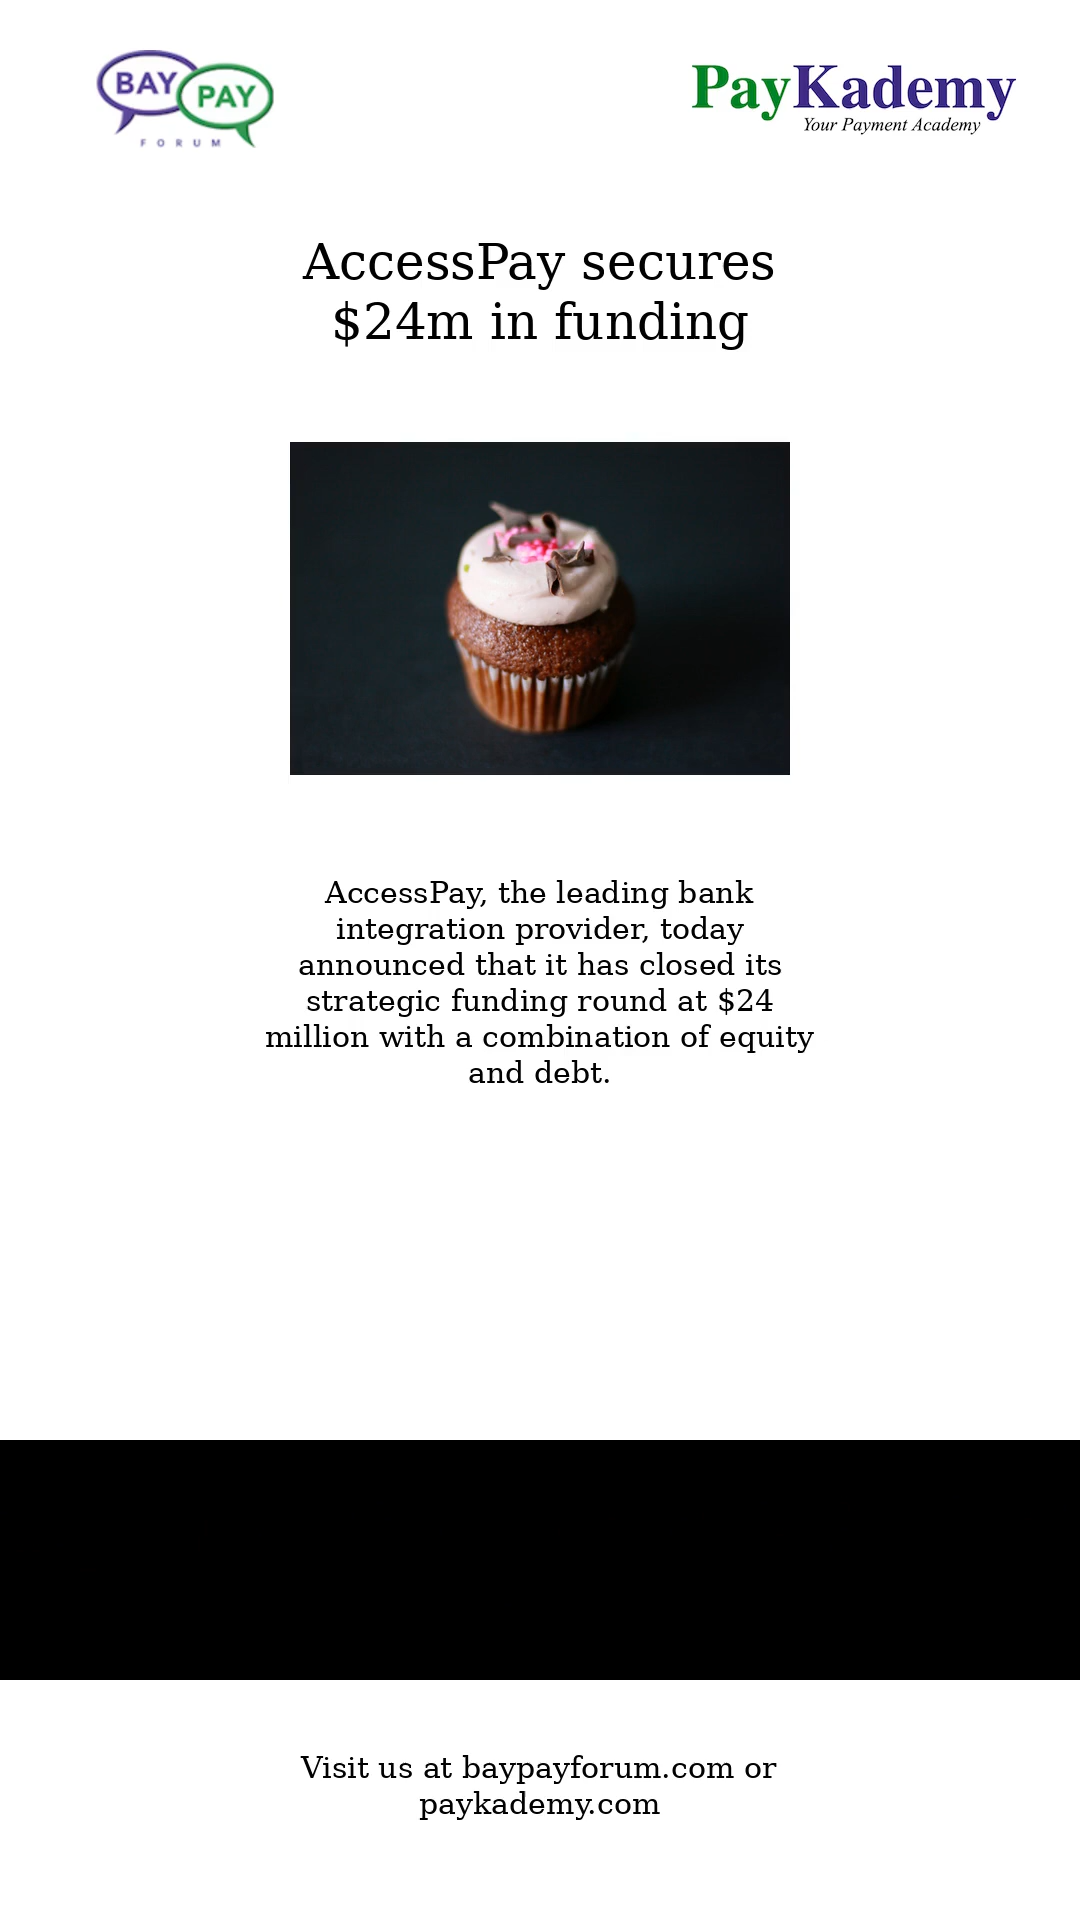 BAY
PAY
FORUM
PayKademy
Your Payment Academy
AccessPay secures
$24m in funding
AccessPay, the leading bank
integration provider, today
announced that it has closed its
strategic funding round at $24
million with a combination of equity
and debt.
Visit us at baypayforum.com or
paykademy.com